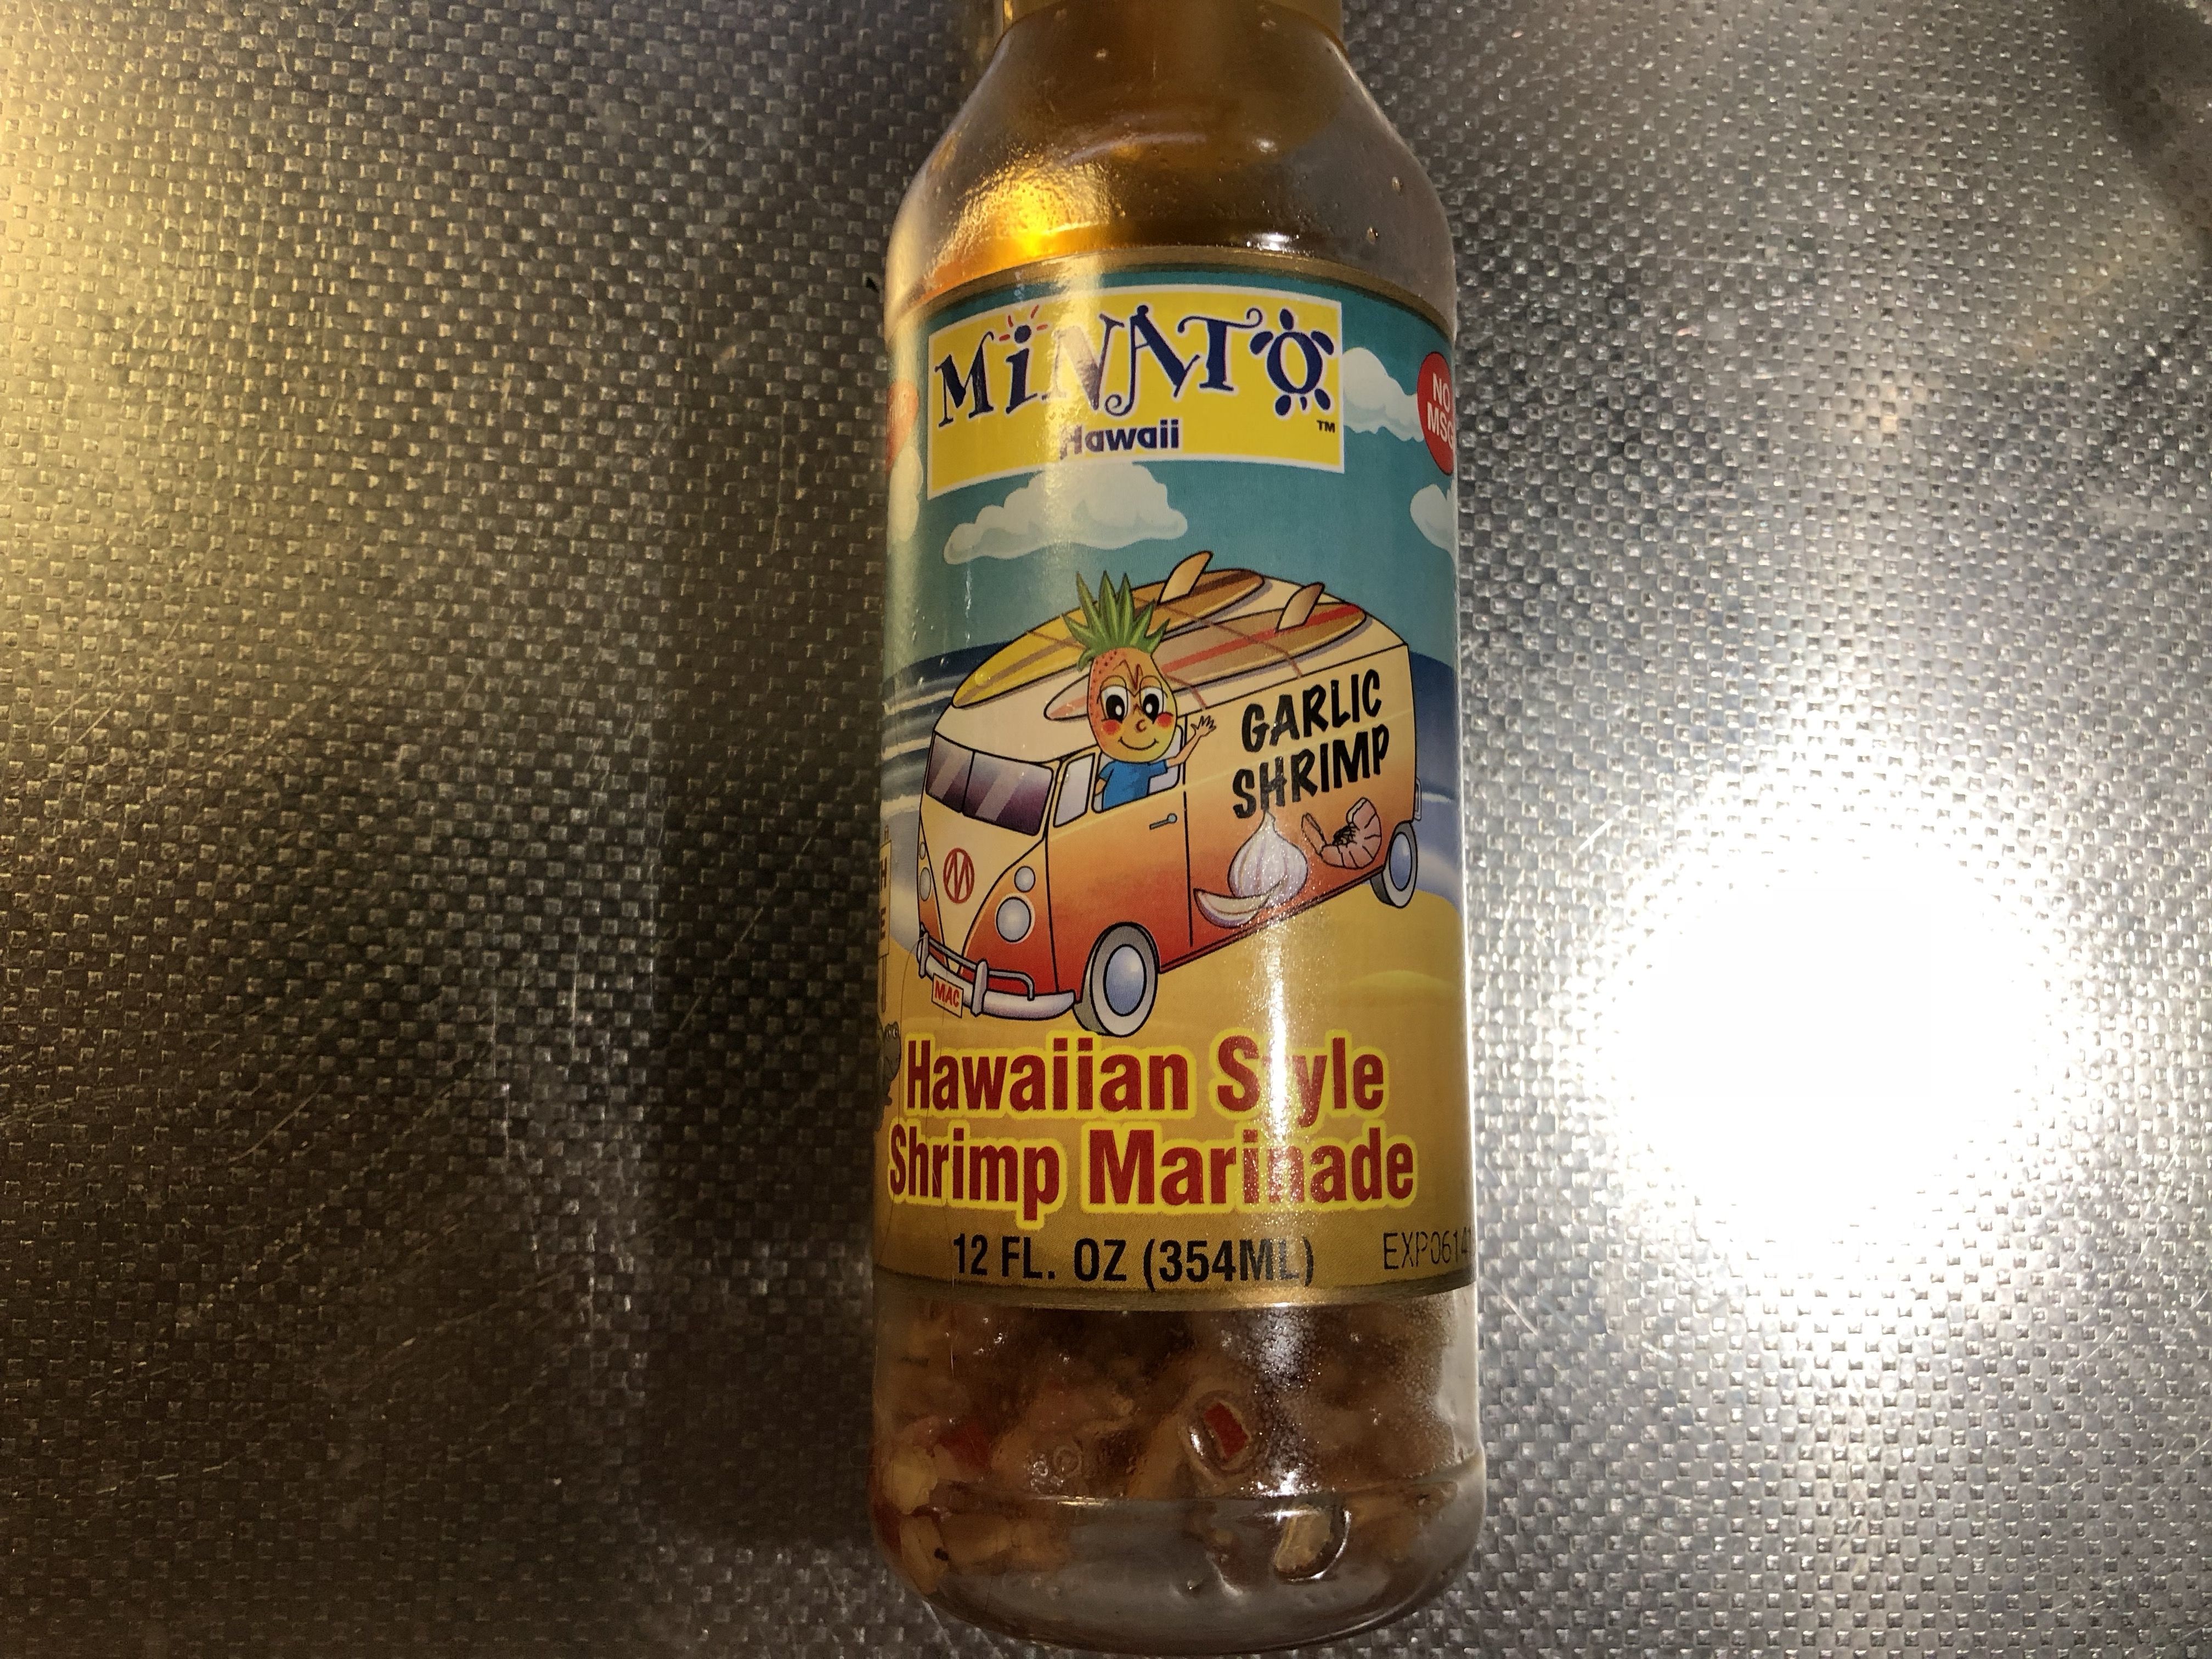 MiNATO
Hawaii
TM
NO
MSG
GARLIC
SHRIMP
M
MAC
Hawaiian Style
Shrimp Marinade
12 FL. OZ (354ML)